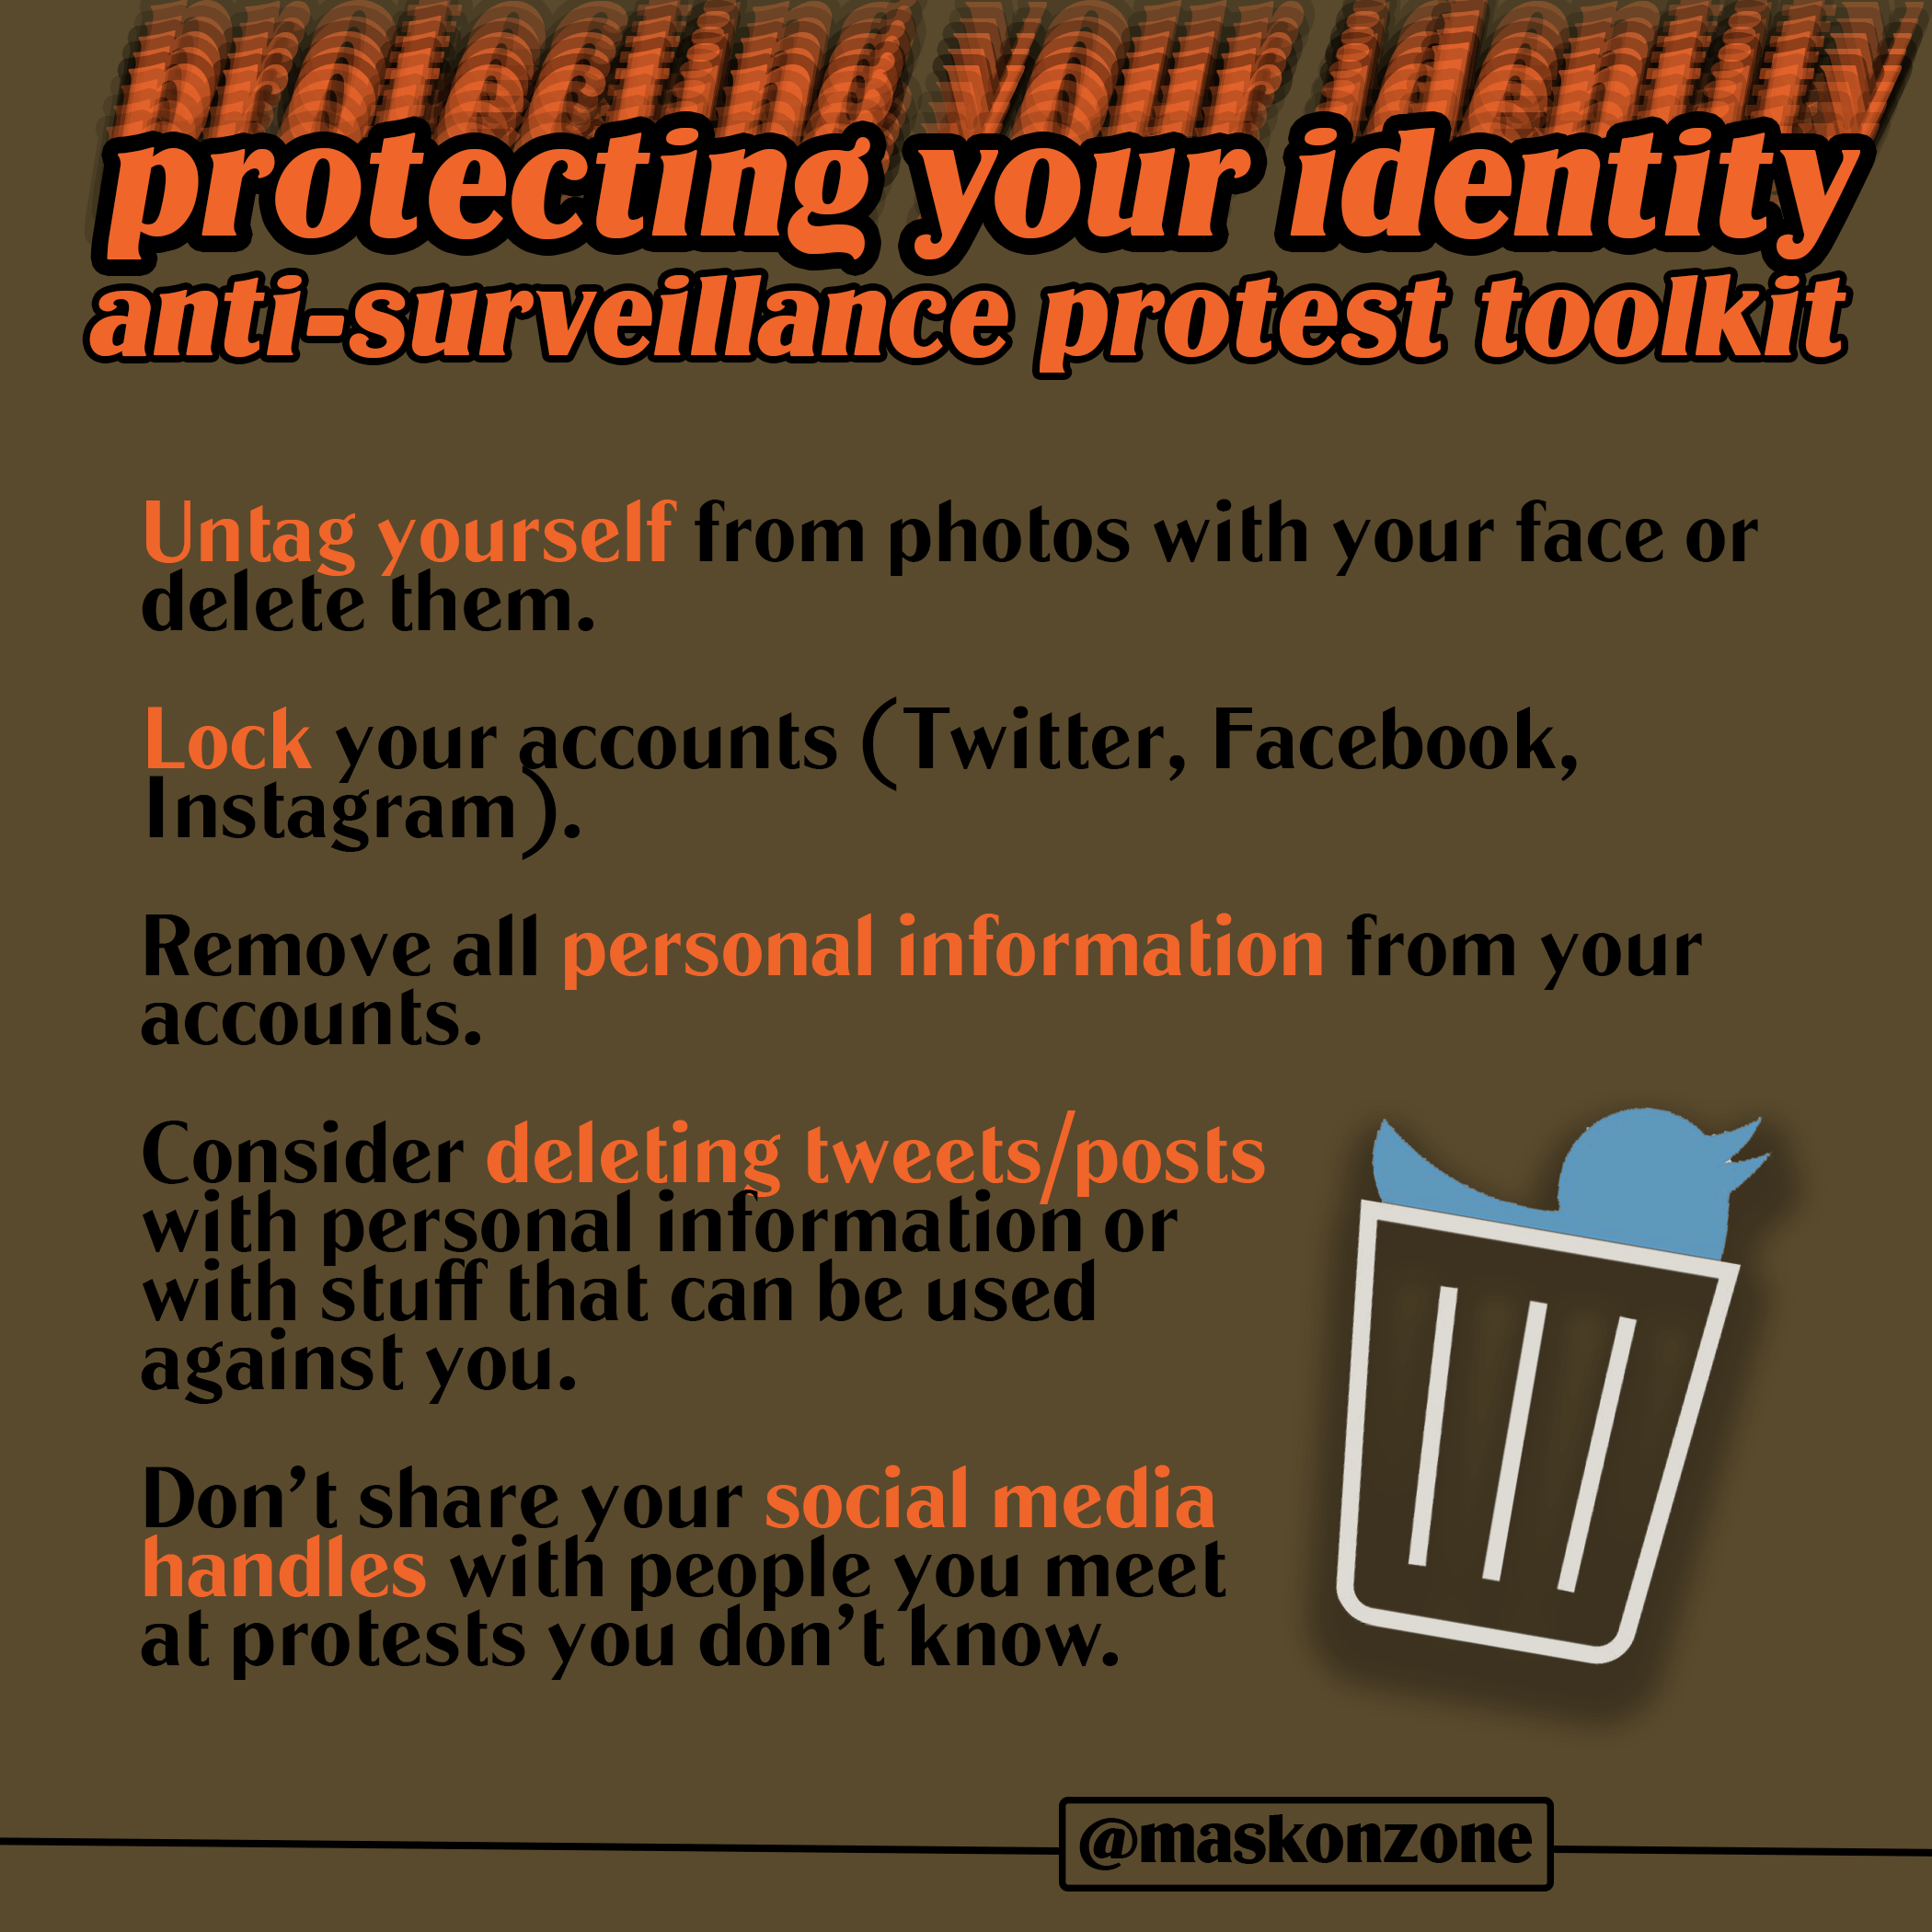 protecting your identity
protecting your identity
anti-surveillance protest toolkit
Untag yourself from photos with your face or
delete them.
Lock your accounts (Twitter, Facebook,
Instagram).
Remove all personal information from your
accounts.
Consider deleting tweets/posts
with personal information or
with stuff that can be used
against you.
Don’t share your social media
handles with people you meet
at protests you don’t know.
@maskonzone